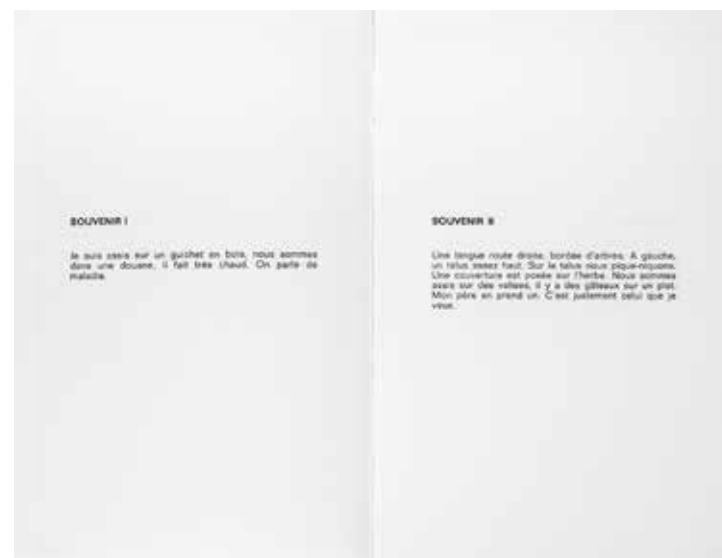 SOUVENIR I
Je suis assis sur un guichet en bois, nous sommes
dans une douane, il fait très chaud. On parle de
maladie.
SOUVENIR II
Une longue route droite, bordée d'arbres. A gauche,
un talus assez haut. Sur le talus nous pique-niquons.
Une couverture est posée sur l'herbe. Nous sommes
assis sur des valises, il y a des gâteaux sur un plat.
Mon père en prend un. C'est justement celui que je
veux.